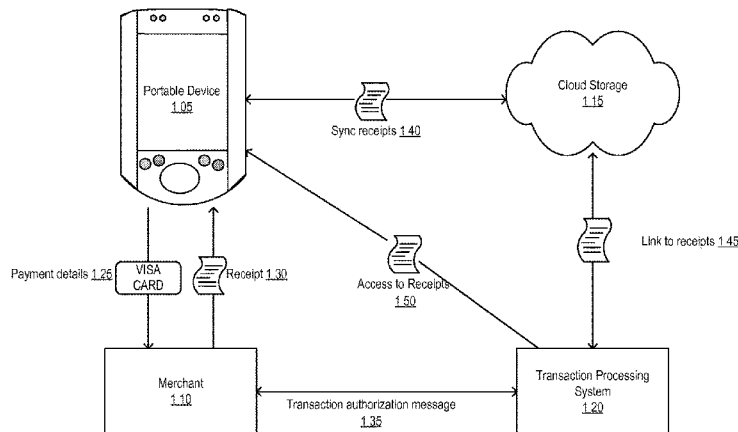 Portable Device
1.05
Cloud Storage
1.15
Sync receipts 1.40
Link to receipts 1.45
Payment details 1.25
VISA
CARD
Receipt 1.30
Access to Receipts
1.50
Merchant
1.10
Transaction authorization message
1.35
Transaction Processing
System
1.20